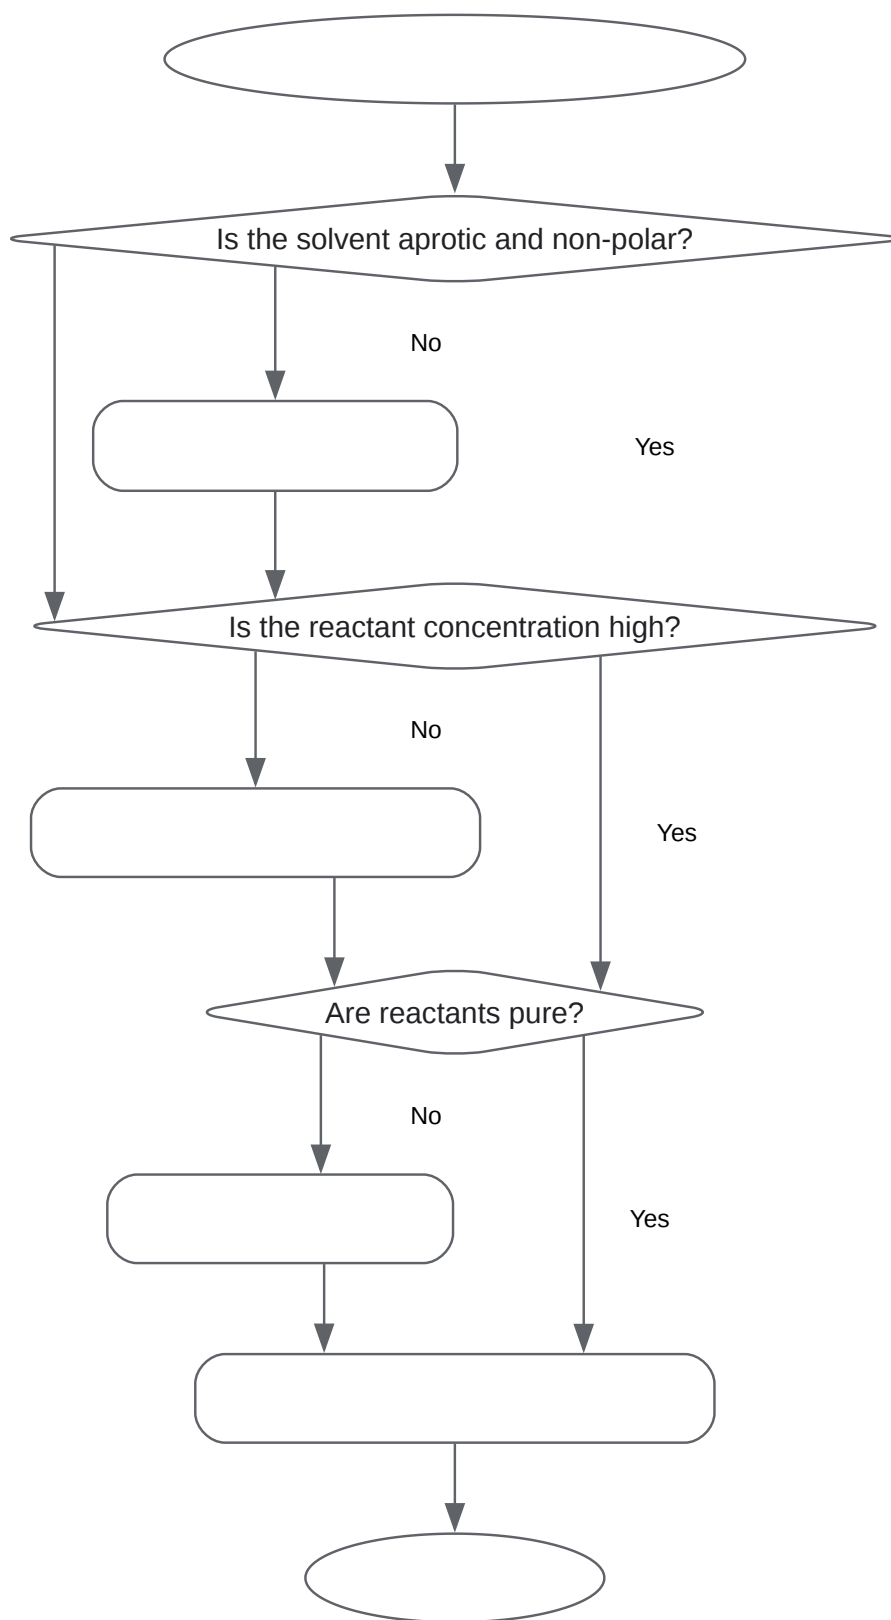 Is the solvent aprotic and non-polar?
No
Yes
Is the reactant concentration high?
No
Yes
Are reactants pure?
No
Yes